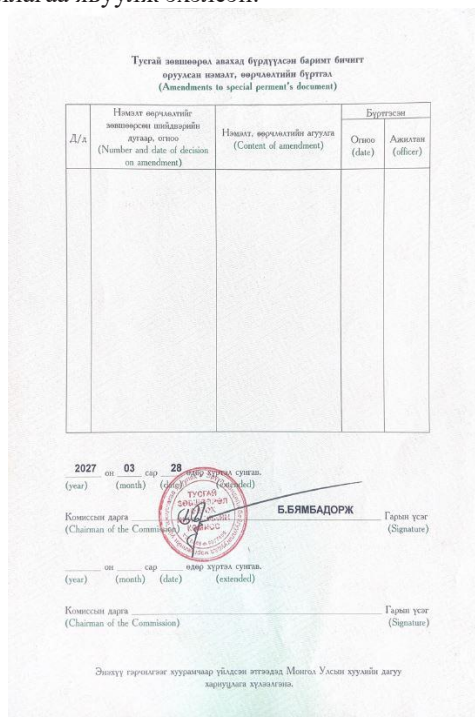 Тусгай зөвшөөрөл авахад бүрдүүлсэн баримт бичигт
оруулсан нэмэлт, өөрчлөлтийн бүртгэл
(Amendments to special perment's document)
Д/д
Нэмэлт өөрчлөлтийг
зөвшөөрсөн шийдвэрийн
дугаар, огноо
(Number and date of decision
on amendment)
Нэмэлт, өөрчлөлтийн агуулга
(Content of amendment)
Бүртгэсэн
Огноо
(date)
Ажилтан
(officer)
2027 он 03 сар 28 өдөр хүртэл сунгав.
(year) (month) (date) (extended)
ТУСГАЙ
ЗӨВШӨӨРӨЛ
КОМИСС
Комиссын дарга Б.БЯМБАДОРЖ Гарын үсэг
(Chairman of the Commission) (Signature)
он сар өдөр хүртэл сунгав.
(year) (month) (date) (extended)
Комиссын дарга Гарын үсэг
(Chairman of the Commission) (Signature)
Энэхүү гэрчилгээг хуурамчаар үйлдсэн этгээдэд Монгол Улсын хуулийн дагуу
хариуцлага хүлээлгэнэ.